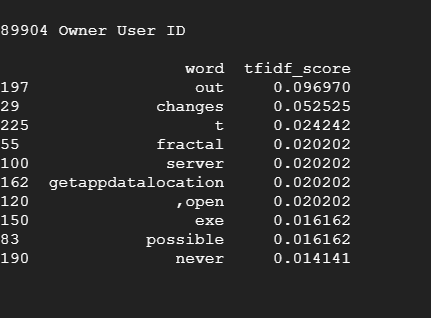 89904 Owner User ID
word tfidf_score
197 out 0.096970
29 changes 0.052525
225 t 0.024242
55 fractal 0.020202
100 server 0.020202
162 getappdatalocation 0.020202
120 ,open 0.020202
150 exe 0.016162
83 possible 0.016162
190 never 0.014141